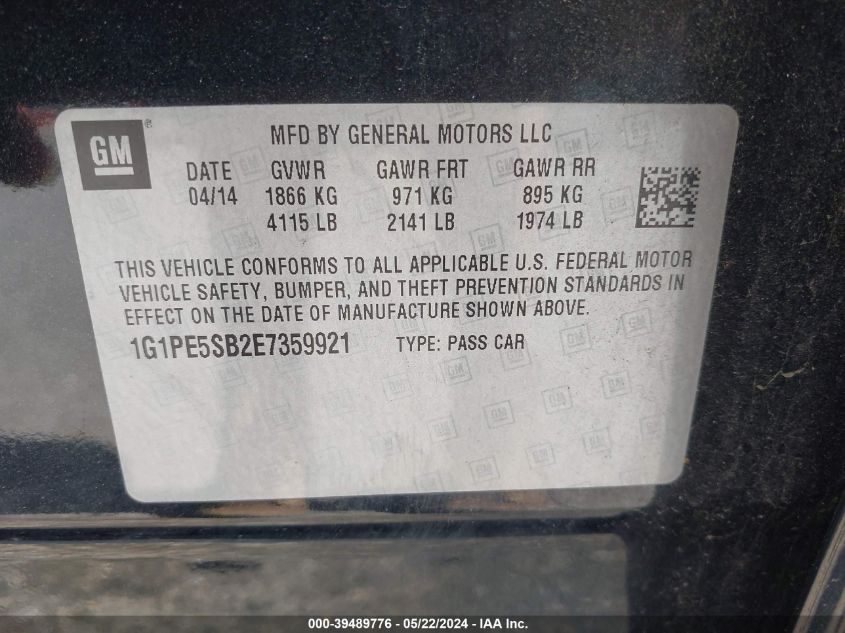 GM®
MFD BY GENERAL MOTORS LLC
DATE GVWR GAWR FRT GAWR RR
04/14 1866 KG 971 KG 895 KG
4115 LB 2141 LB 1974 LB
THIS VEHICLE CONFORMS TO ALL APPLICABLE U.S. FEDERAL MOTOR
VEHICLE SAFETY, BUMPER, AND THEFT PREVENTION STANDARDS IN
EFFECT ON THE DATE OF MANUFACTURE SHOWN ABOVE.
1G1PE5SB2E7359921 TYPE: PASS CAR
000-39489776 - 05/22/2024 - IAA Inc.